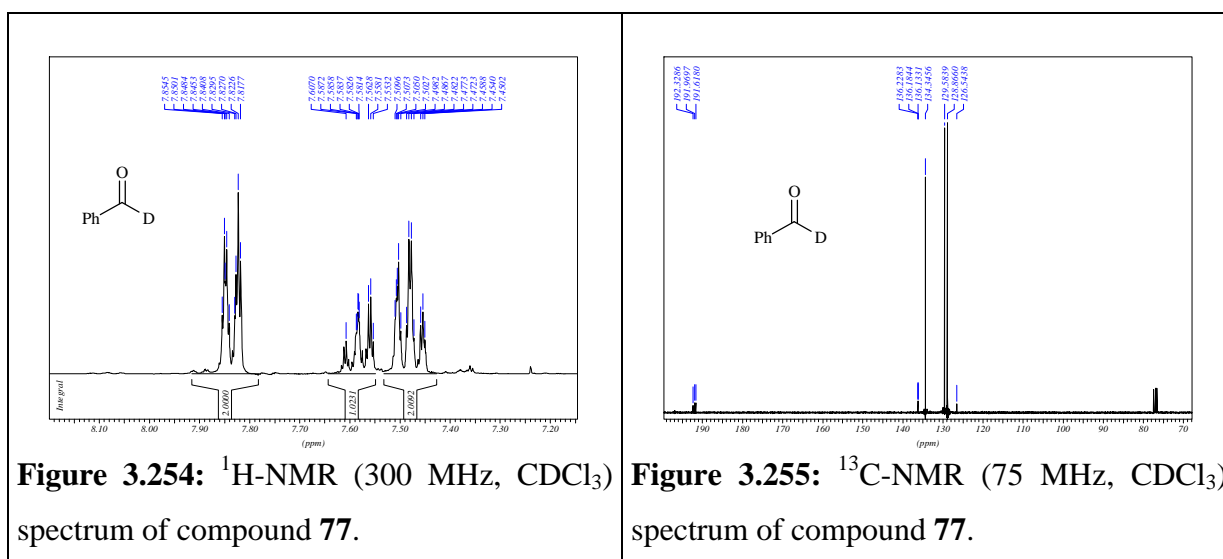 7.8545
7.8501
7.8484
7.8453
7.8408
7.8295
7.8270
7.8226
7.8177
7.6070
7.5872
7.5858
7.5837
7.5826
7.5814
7.5628
7.5581
7.5532
7.5096
7.5073
7.5050
7.5027
7.4982
7.4867
7.4822
7.4773
7.4723
7.4588
7.4540
7.4502
O
Ph
D
Integral
2.0000
1.0231
2.0092
8.10 8.00 7.90 7.80 7.70 7.60 7.50 7.40 7.30 7.20
(ppm)
Figure 3.254: ¹H-NMR (300 MHz, CDCl₃)
spectrum of compound 77.
192.3286
191.9697
191.6180
136.2283
136.1844
136.1331
134.3456
129.5839
128.8660
126.5438
O
Ph
D
190 180 170 160 150 140 130 120 110 100 90 80 70
(ppm)
Figure 3.255: ¹³C-NMR (75 MHz, CDCl₃)
spectrum of compound 77.